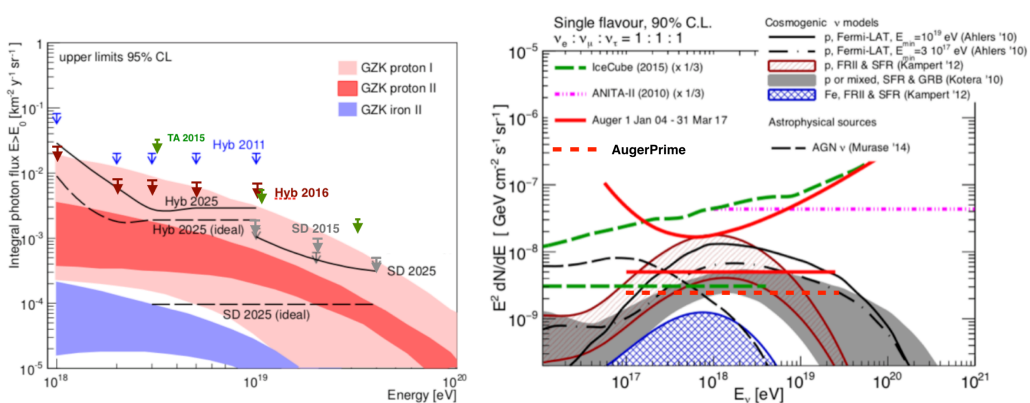 upper limits 95% CL
GZK proton I
GZK proton II
GZK iron II
TA 2015
Hyb 2011
Hyb 2016
Hyb 2025
Hyb 2025 (ideal)
SD 2015
SD 2025
SD 2025 (ideal)
Integral photon flux E>E₀ [km⁻² y⁻¹ sr⁻¹]
1
10⁻¹
10⁻²
10⁻³
10⁻⁴
10⁻⁵
10¹⁸
10¹⁹
10²⁰
Energy [eV]
Single flavour, 90% C.L.
νₑ : ν_μ : ν_τ = 1 : 1 : 1
IceCube (2015) (x 1/3)
ANITA-II (2010) (x 1/3)
Auger 1 Jan 04 - 31 Mar 17
AugerPrime
Cosmogenic ν models
p, Fermi-LAT, E_min=10¹⁹ eV (Ahlers '10)
p, Fermi-LAT, E_min=3 10¹⁷ eV (Ahlers '10)
p, FRII & SFR (Kampert '12)
p or mixed, SFR & GRB (Kotera '10)
Fe, FRII & SFR (Kampert '12)
Astrophysical sources
AGN ν (Murase '14)
E² dN/dE [ GeV cm⁻² s⁻¹ sr⁻¹ ]
10⁻⁵
10⁻⁶
10⁻⁷
10⁻⁸
10⁻⁹
10¹⁷
10¹⁸
10¹⁹
10²⁰
10²¹
E_ν [eV]